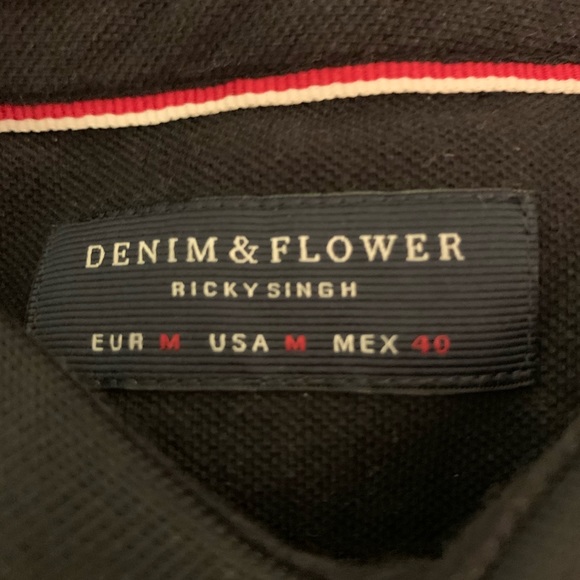 DENIM & FLOWER
RICKY SINGH
EUR M USA M MEX 40